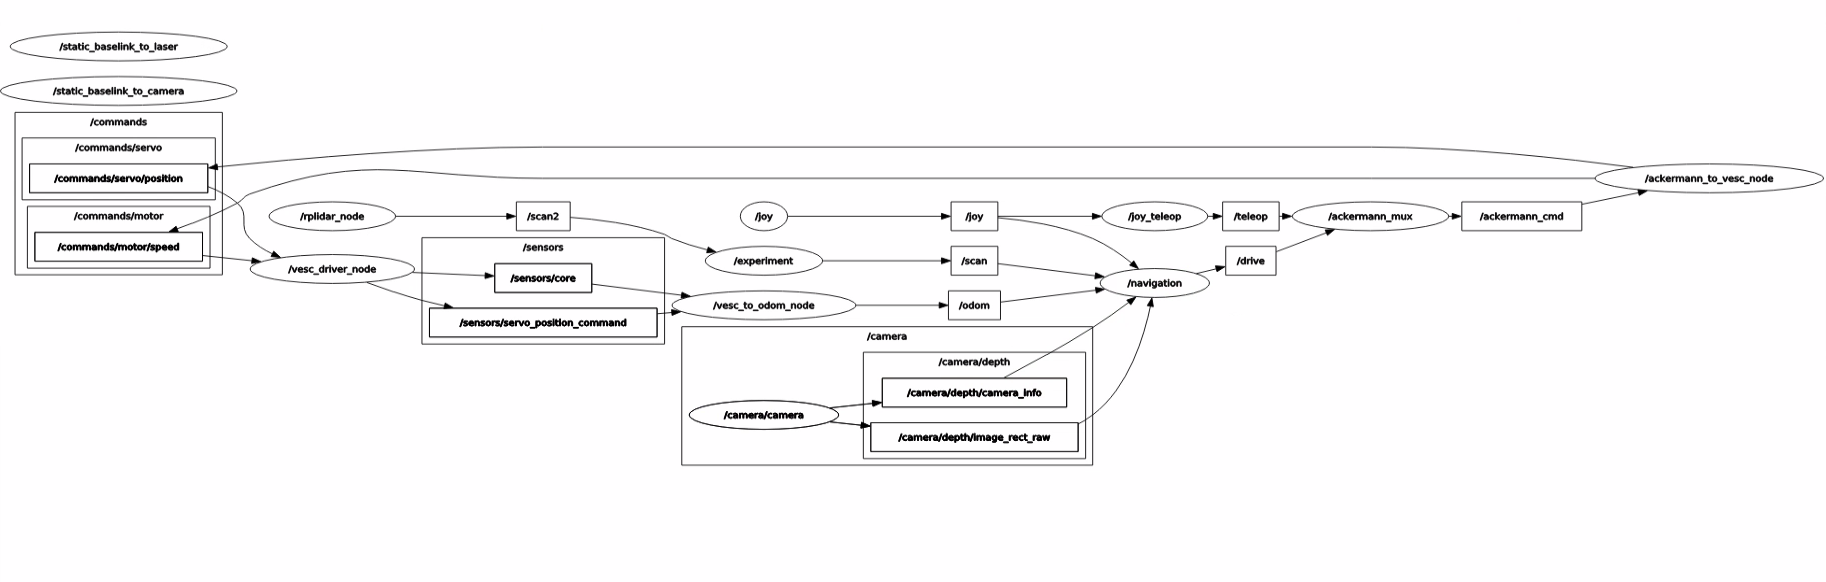 /static_baselink_to_laser
/static_baselink_to_camera
/commands
/commands/servo
/commands/servo/position
/commands/motor
/commands/motor/speed
/rplidar_node
/vesc_driver_node
/scan2
/sensors
/sensors/core
/sensors/servo_position_command
/joy
/experiment
/vesc_to_odom_node
/camera
/camera/camera
/joy
/scan
/odom
/camera/depth
/camera/depth/camera_info
/camera/depth/image_rect_raw
/joy_teleop
/navigation
/teleop
/drive
/ackermann_mux
/ackermann_cmd
/ackermann_to_vesc_node